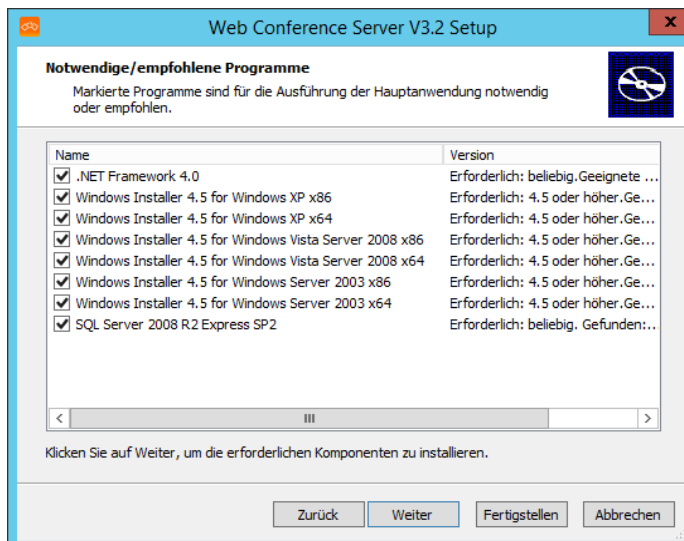 Web Conference Server V3.2 Setup
x
Notwendige/empfohlene Programme
Markierte Programme sind für die Ausführung der Hauptanwendung notwendig
oder empfohlen.
Name Version
.NET Framework 4.0 Erforderlich: beliebig.Geeignete ...
Windows Installer 4.5 for Windows XP x86 Erforderlich: 4.5 oder höher.Ge...
Windows Installer 4.5 for Windows XP x64 Erforderlich: 4.5 oder höher.Ge...
Windows Installer 4.5 for Windows Vista Server 2008 x86 Erforderlich: 4.5 oder höher.Ge...
Windows Installer 4.5 for Windows Vista Server 2008 x64 Erforderlich: 4.5 oder höher.Ge...
Windows Installer 4.5 for Windows Server 2003 x86 Erforderlich: 4.5 oder höher.Ge...
Windows Installer 4.5 for Windows Server 2003 x64 Erforderlich: 4.5 oder höher.Ge...
SQL Server 2008 R2 Express SP2 Erforderlich: beliebig. Gefunden:...
Klicken Sie auf Weiter, um die erforderlichen Komponenten zu installieren.
Zurück Weiter Fertigstellen Abbrechen